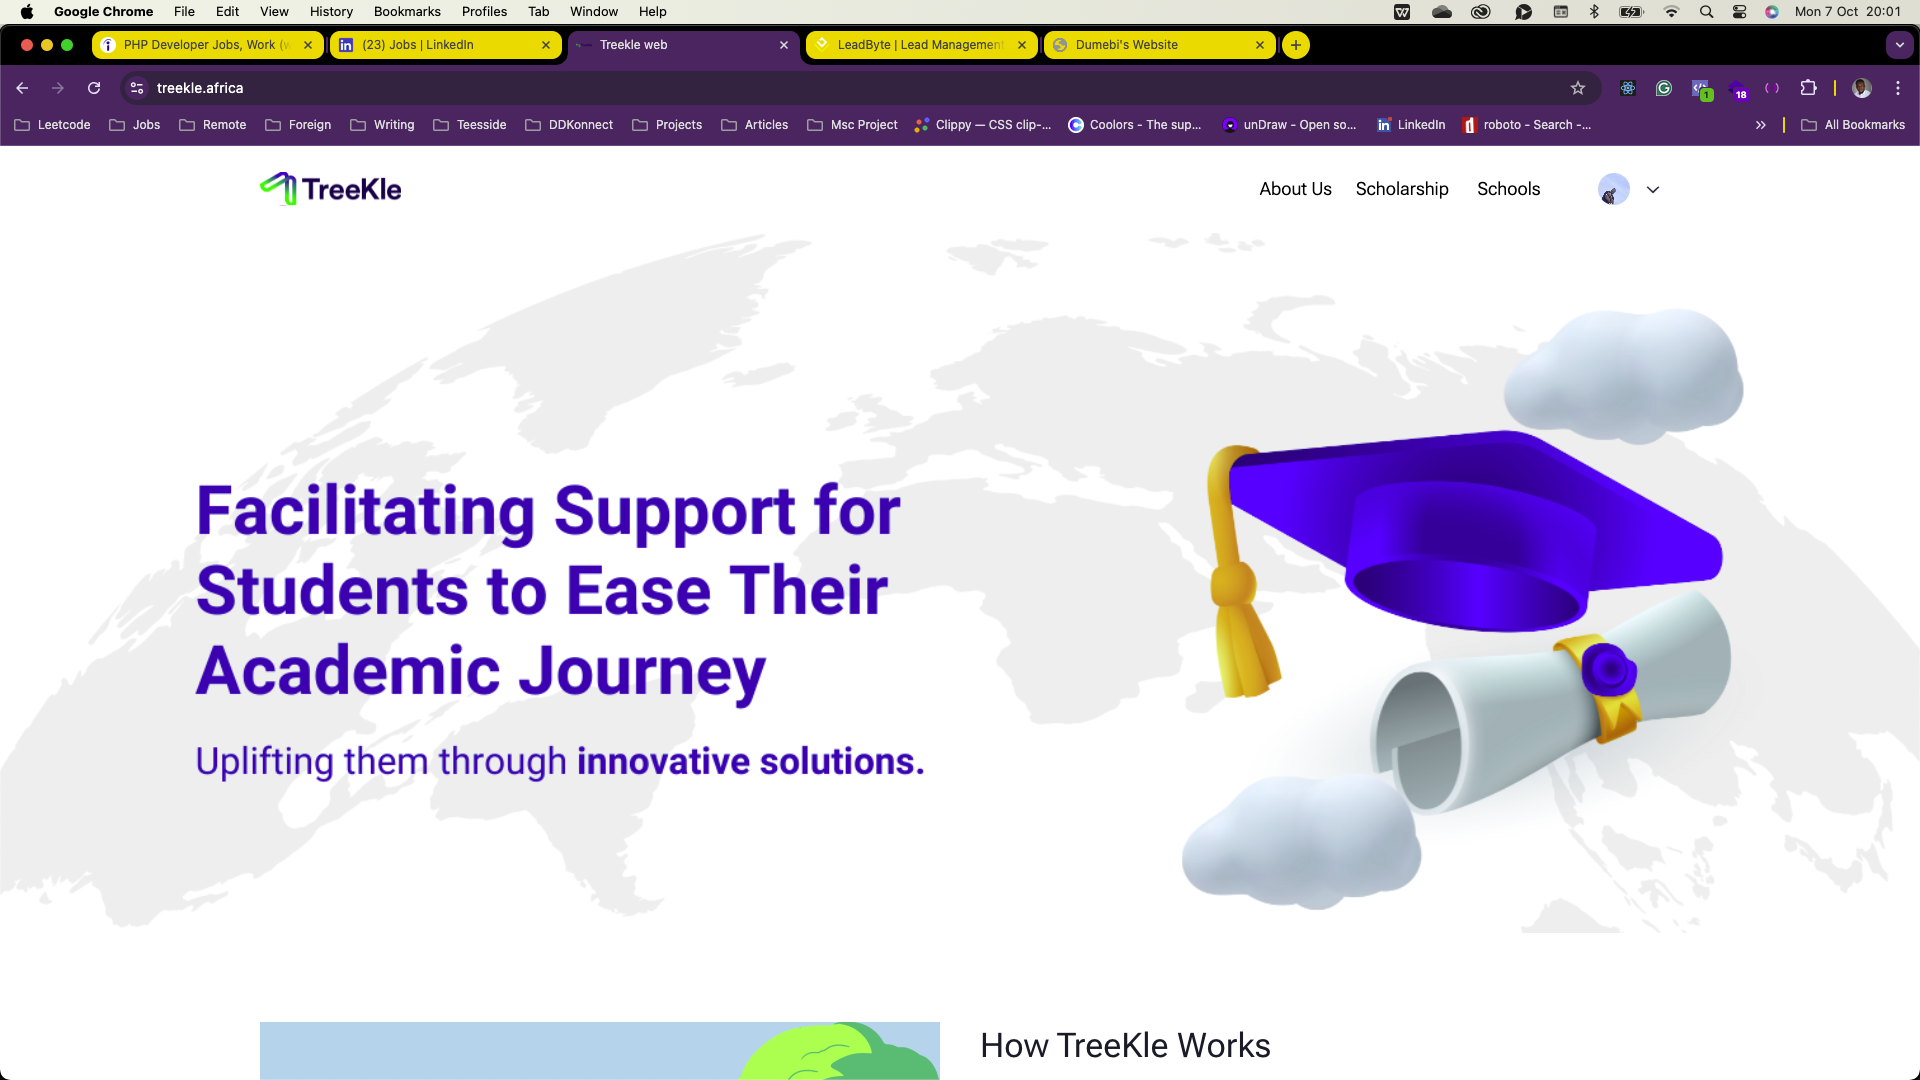 Google Chrome File Edit View History Bookmarks Profiles Tab Window Help Mon 7 Oct 20:01
PHP Developer Jobs, Work (23) Jobs | LinkedIn Treekle web LeadByte | Lead Management Dumebi's Website
treekle.africa 1 18
Leetcode Jobs Remote Foreign Writing Teesside DDKonnect Projects Articles Msc Project Clippy — CSS clip-... Coolors - The sup... unDraw - Open so... LinkedIn roboto - Search -... All Bookmarks
TreeKle About Us Scholarship Schools
Facilitating Support for
Students to Ease Their
Academic Journey
Uplifting them through innovative solutions.
How TreeKle Works